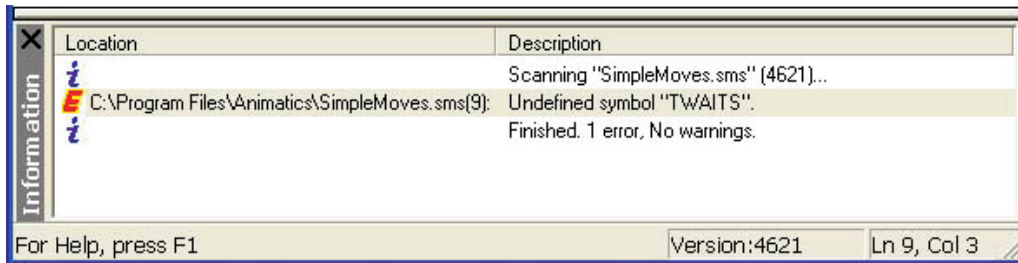 Information
Location Description
Scanning "SimpleMoves.sms" (4621)...
C:\Program Files\Animatics\SimpleMoves.sms(9): Undefined symbol "TWAITS".
Finished. 1 error, No warnings.
For Help, press F1 Version:4621 Ln 9, Col 3